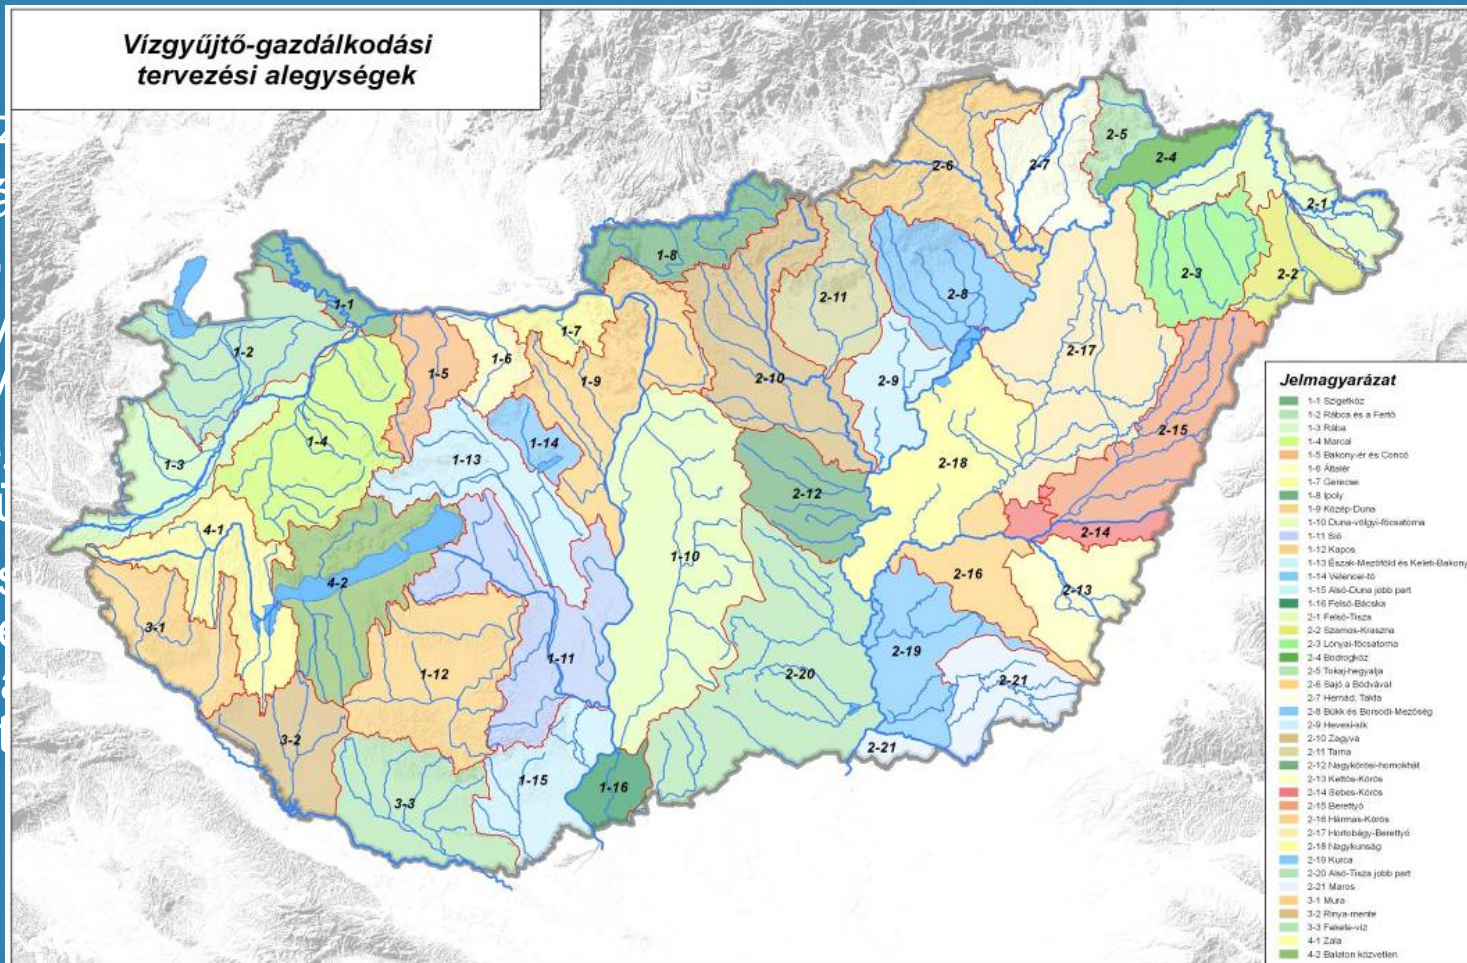 Vízgyűjtő-gazdálkodási
tervezési alegységek
1-1
1-2
1-3
1-4
1-5
1-6
1-7
1-8
1-9
1-10
1-11
1-12
1-13
1-14
1-15
1-16
2-1
2-2
2-3
2-4
2-5
2-6
2-7
2-8
2-9
2-10
2-11
2-12
2-13
2-14
2-15
2-16
2-17
2-18
2-19
2-20
2-21
2-21
3-1
3-2
3-3
4-1
4-2
Jelmagyarázat
1-1 Szigetköz
1-2 Rábca és a Fertő
1-3 Rába
1-4 Marcal
1-5 Bakony-ér és Concó
1-6 Általér
1-7 Gerecse
1-8 Ipoly
1-9 Közép-Duna
1-10 Duna-völgyi-főcsatorna
1-11 Sió
1-12 Kapos
1-13 Észak-Mezőföld és Keleti-Bakony
1-14 Velencei-tó
1-15 Alsó-Duna jobb part
1-16 Felső-Bácska
2-1 Felső-Tisza
2-2 Szamos-Kraszna
2-3 Lónyai-főcsatorna
2-4 Bodrogköz
2-5 Tokaj-hegyalja
2-6 Sajó a Bódvával
2-7 Hernád, Takta
2-8 Bükk és Borsodi-Mezőség
2-9 Hevesi-sík
2-10 Zagyva
2-11 Tarna
2-12 Nagykőrösi-homokhát
2-13 Kettős-Körös
2-14 Sebes-Körös
2-15 Berettyó
2-16 Hármas-Körös
2-17 Hortobágy-Berettyó
2-18 Nagykunság
2-19 Kurca
2-20 Alsó-Tisza jobb part
2-21 Maros
3-1 Mura
3-2 Rinya-mente
3-3 Fekete-víz
4-1 Zala
4-2 Balaton közvetlen